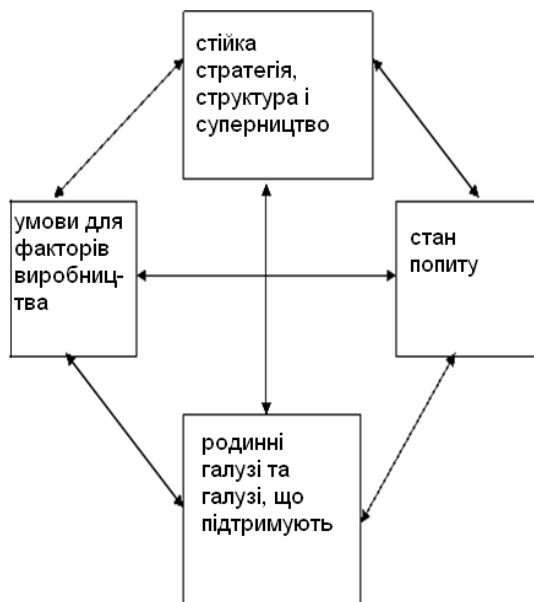 стійка
стратегія,
структура і
суперництво
умови для
факторів
виробниц-
тва
стан
попиту
родинні
галузі та
галузі, що
підтримують